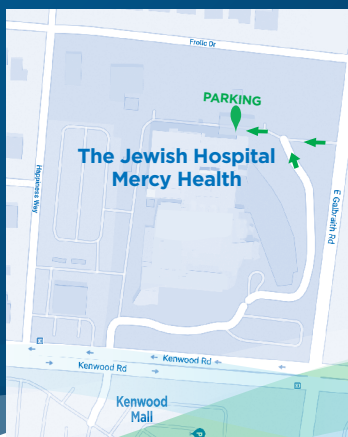 Frolic Dr
PARKING
The Jewish Hospital
Mercy Health
Happiness Way
E Galbraith Rd
Kenwood Rd
Kenwood Rd
Kenwood
Mall
P